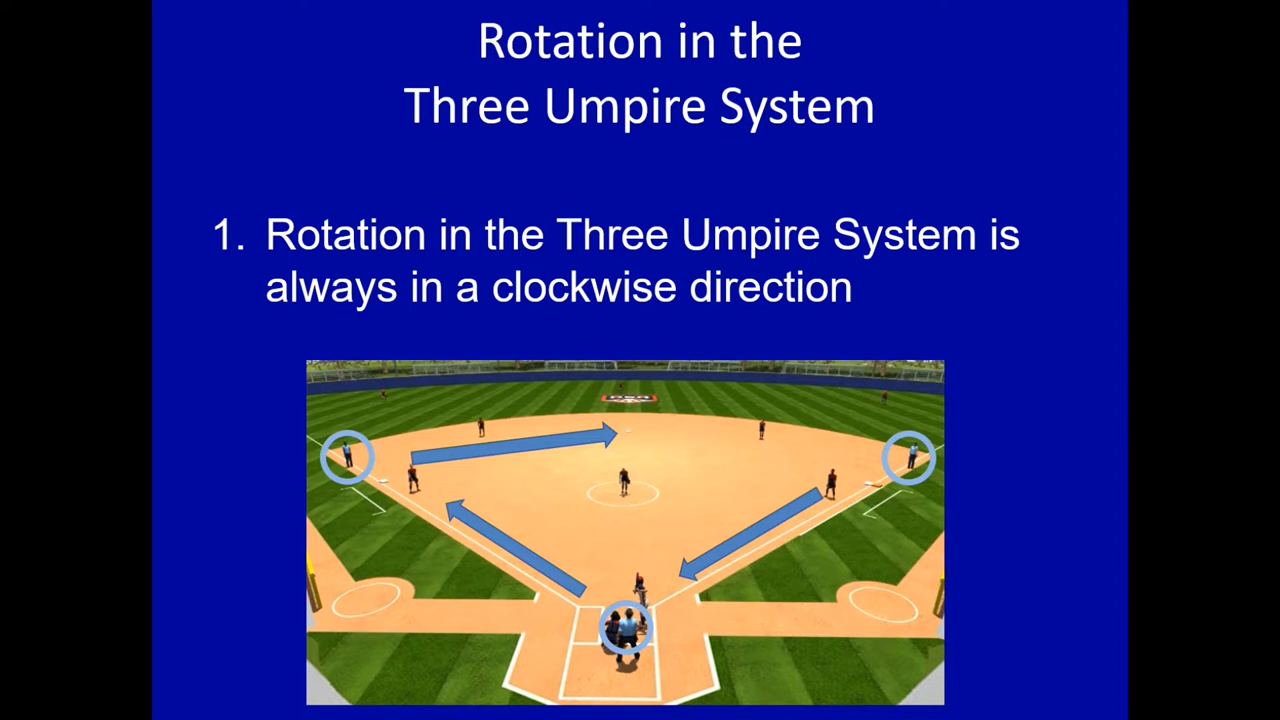 Rotation in the
Three Umpire System
1. Rotation in the Three Umpire System is
always in a clockwise direction